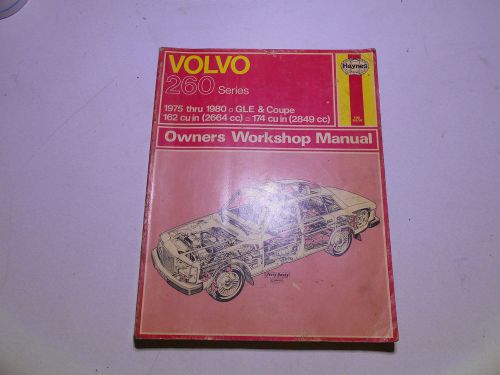 VOLVO
260 Series
1975 thru 1980 □ GLE & Coupe
162 cu in (2664 cc) □ 174 cu in (2849 cc)
Haynes
Owners Workshop Manual